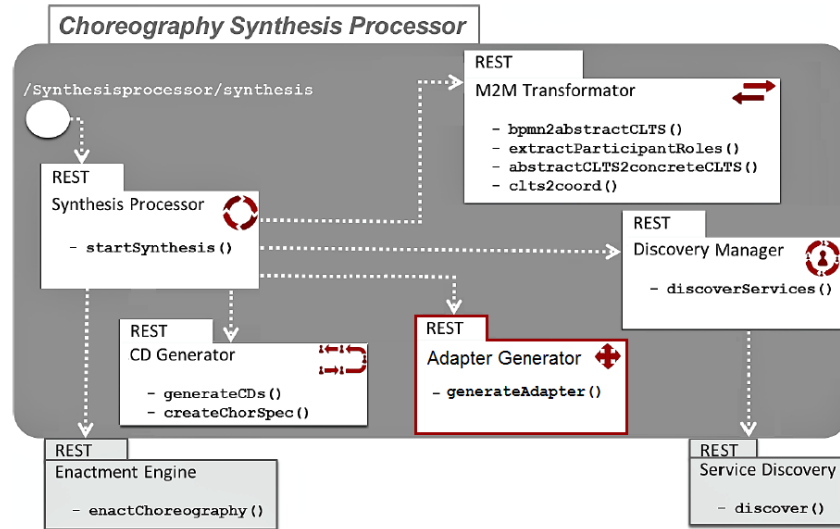 Choreography Synthesis Processor
/Synthesisprocessor/synthesis
REST
M2M Transformator
- bpmn2abstractCLTS()
- extractParticipantRoles()
- abstractCLTS2concreteCLTS()
- clts2coord()
REST
Synthesis Processor
- startSynthesis()
REST
Discovery Manager
- discoverServices()
REST
CD Generator
- generateCDs()
- createChorSpec()
REST
Adapter Generator
- generateAdapter()
REST
Enactment Engine
- enactChoreography()
REST
Service Discovery
- discover()